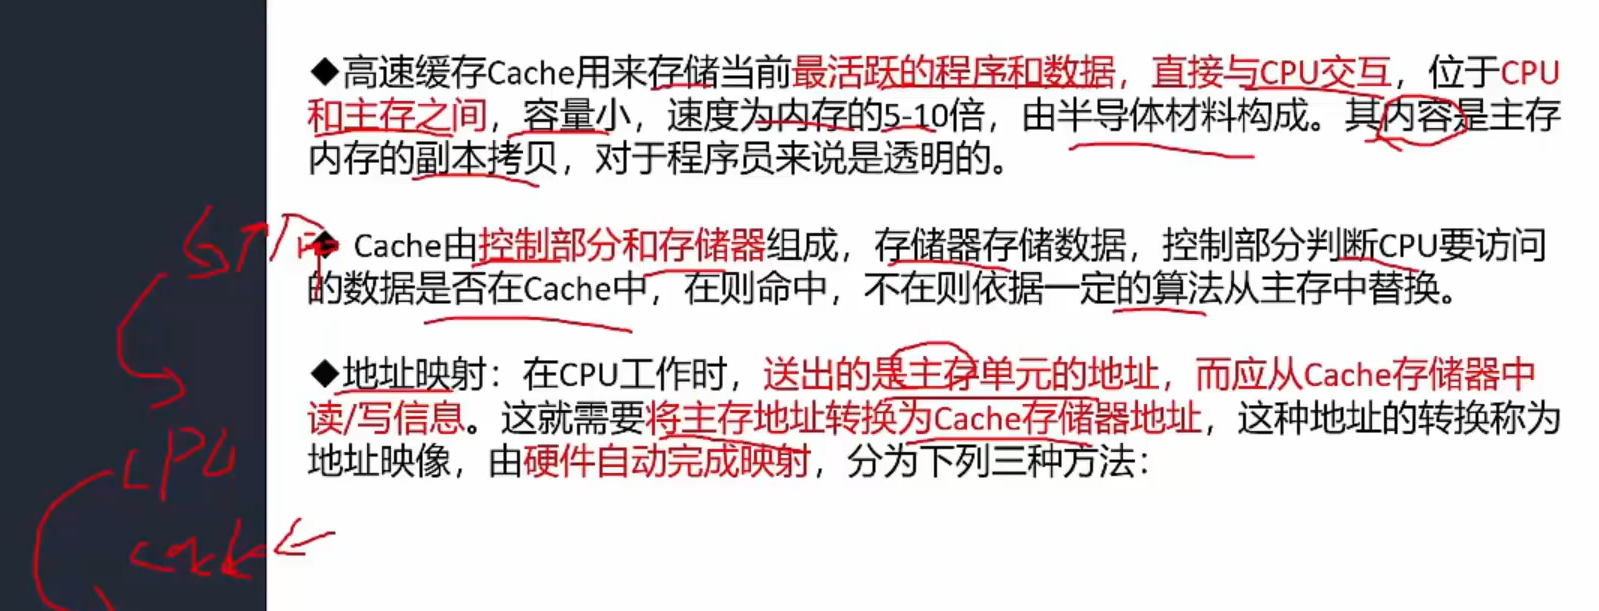 ◆高速缓存Cache用来存储当前最活跃的程序和数据，直接与CPU交互，位于CPU
和主存之间，容量小，速度为内存的5-10倍，由半导体材料构成。其内容是主存
内存的副本拷贝，对于程序员来说是透明的。
◆ Cache由控制部分和存储器组成，存储器存储数据，控制部分判断CPU要访问
的数据是否在Cache中，在则命中，不在则依据一定的算法从主存中替换。
◆地址映射：在CPU工作时，送出的是主存单元的地址，而应从Cache存储器中
读/写信息。这就需要将主存地址转换为Cache存储器地址，这种地址的转换称为
地址映像，由硬件自动完成映射，分为下列三种方法：
CPU